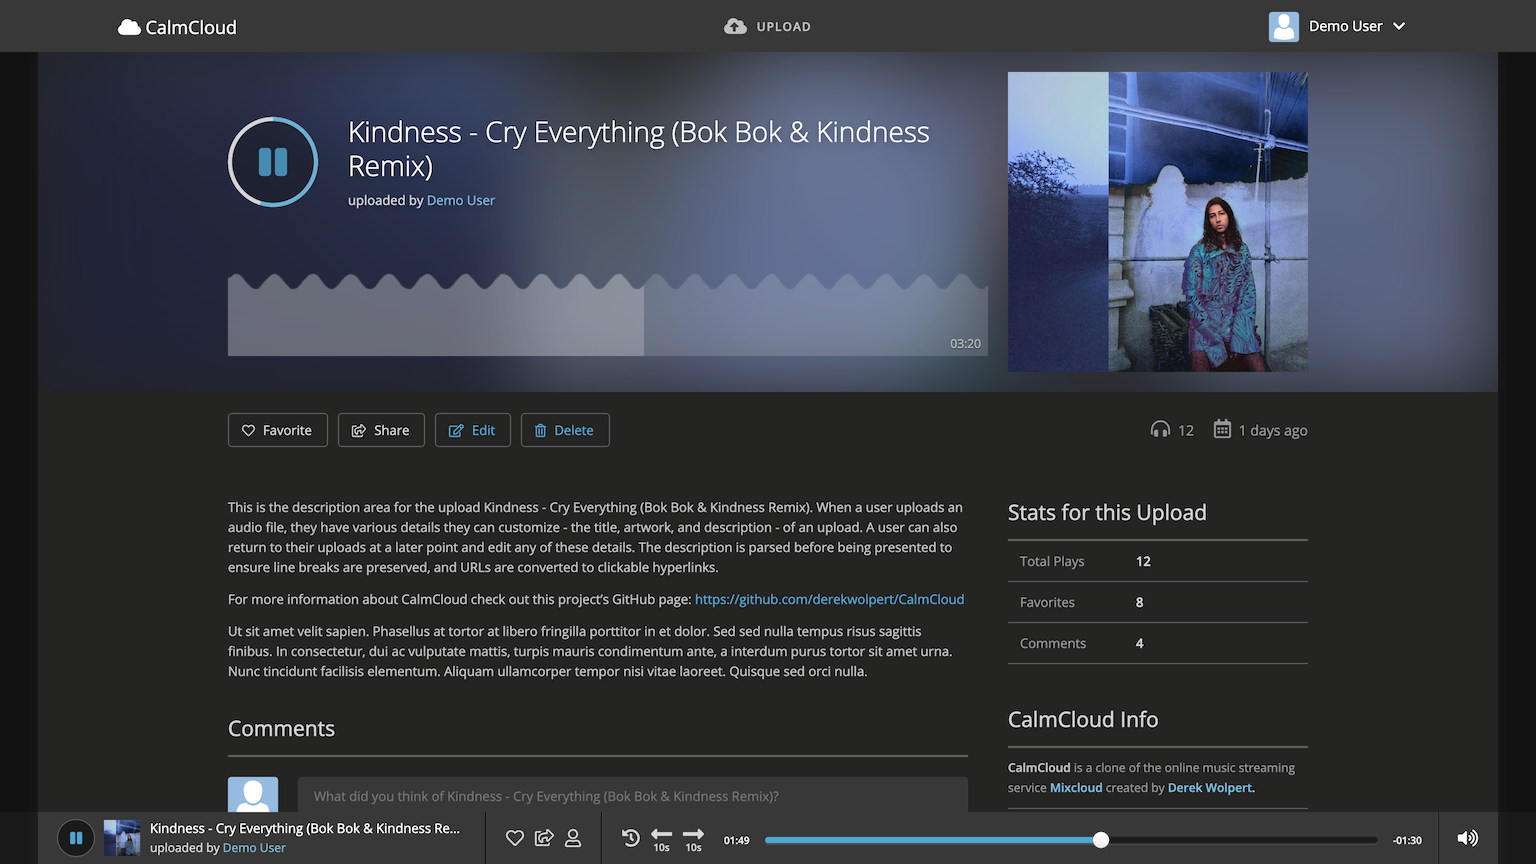 CalmCloud
UPLOAD
Demo User
Kindness - Cry Everything (Bok Bok & Kindness
Remix)
uploaded by Demo User
03:20
Favorite
Share
Edit
Delete
12
1 days ago
This is the description area for the upload Kindness - Cry Everything (Bok Bok & Kindness Remix). When a user uploads an
audio file, they have various details they can customize - the title, artwork, and description - of an upload. A user can also
return to their uploads at a later point and edit any of these details. The description is parsed before being presented to
ensure line breaks are preserved, and URLs are converted to clickable hyperlinks.
For more information about CalmCloud check out this project's GitHub page: https://github.com/derekwolpert/CalmCloud
Ut sit amet velit sapien. Phasellus at tortor at libero fringilla porttitor in et dolor. Sed sed nulla tempus risus sagittis
finibus. In consectetur, dui ac vulputate mattis, turpis mauris condimentum ante, a interdum purus tortor sit amet urna.
Nunc tincidunt facilisis elementum. Aliquam ullamcorper tempor nisi vitae laoreet. Quisque sed orci nulla.
Stats for this Upload
Total Plays 12
Favorites 8
Comments 4
CalmCloud Info
CalmCloud is a clone of the online music streaming
service Mixcloud created by Derek Wolpert.
Comments
What did you think of Kindness - Cry Everything (Bok Bok & Kindness Remix)?
Kindness - Cry Everything (Bok Bok & Kindness Re...
uploaded by Demo User
10s
10s
01:49
-01:30